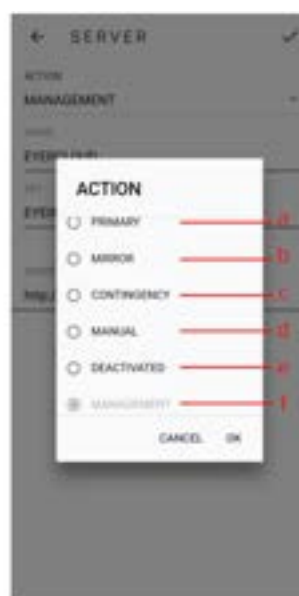 SERVER
ACTION
MANAGEMENT
ACTION
PRIMARY a
MIRROR b
CONTINGENCY c
MANUAL d
DEACTIVATED e
MANAGEMENT f
CANCEL OK